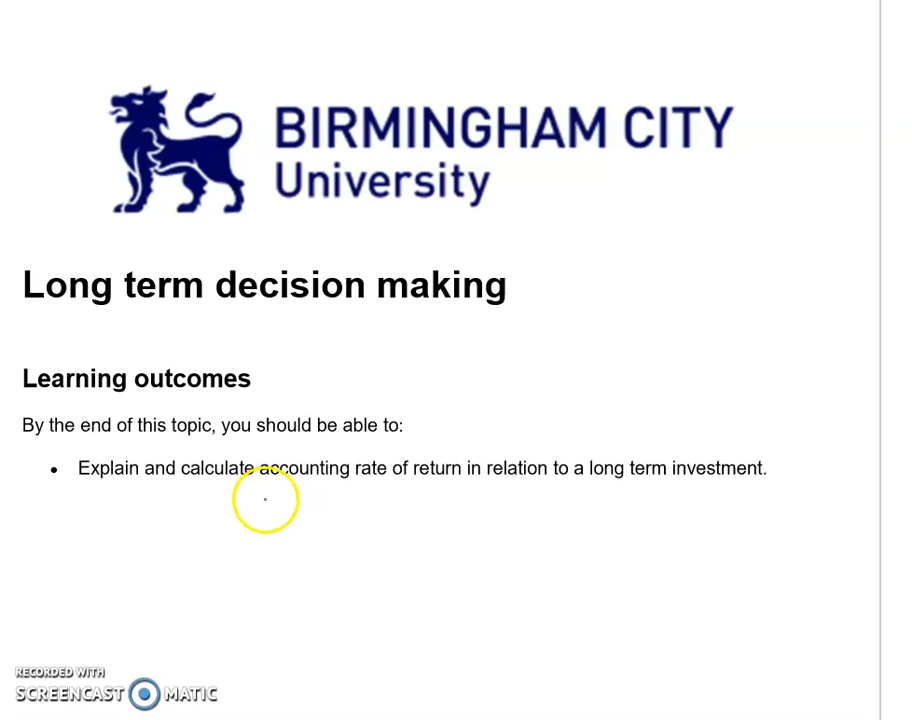 BIRMINGHAM CITY
University
Long term decision making
Learning outcomes
By the end of this topic, you should be able to:
• Explain and calculate accounting rate of return in relation to a long term investment.
RECORDED WITH
SCREENCAST MATIC